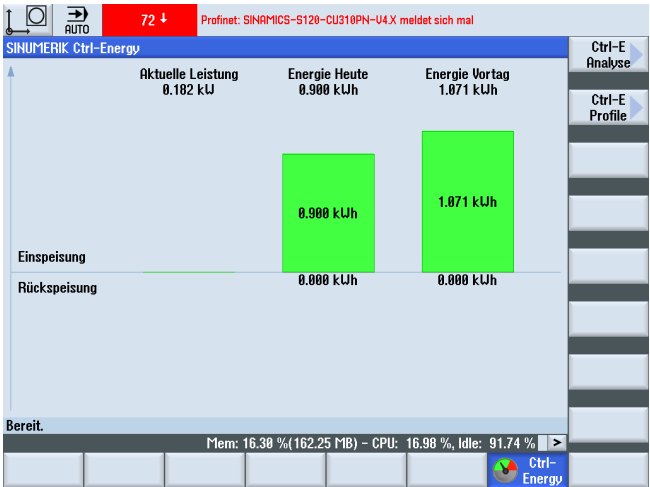 AUTO
72↓
Profinet: SINAMICS-S120-CU310PN-V4.X meldet sich mal
SINUMERIK Ctrl-Energy
Ctrl-E
Analyse
Aktuelle Leistung
0.182 kW
Energie Heute
0.900 kWh
Energie Vortag
1.071 kWh
Ctrl-E
Profile
0.900 kWh
1.071 kWh
Einspeisung
Rückspeisung
0.000 kWh
0.000 kWh
Bereit.
Mem: 16.30 %(162.25 MB) - CPU: 16.98 %, Idle: 91.74 % >
Ctrl-
Energy